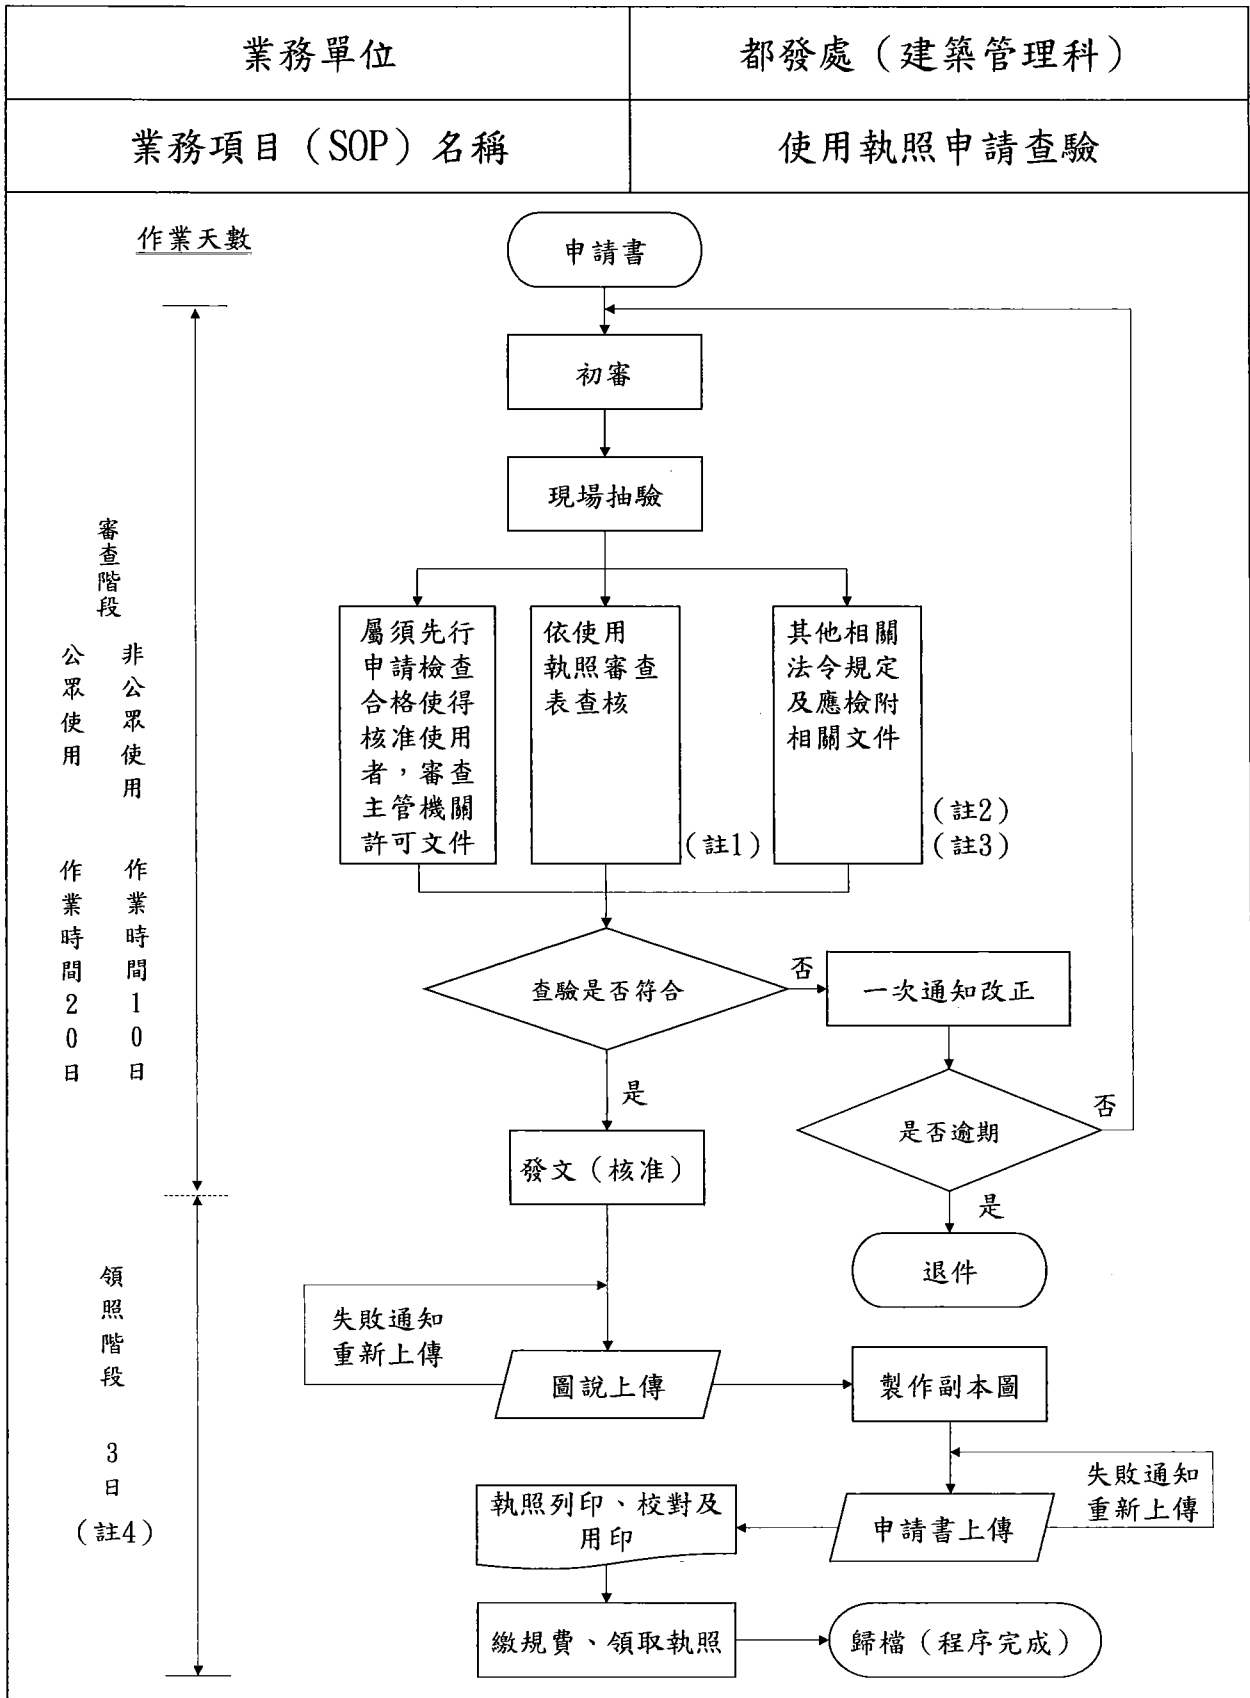 業務單位
都發處（建築管理科）
業務項目（SOP）名稱
使用執照申請查驗
作業天數
申請書
初審
現場抽驗
審查階段
公眾使用 作業時間20日
非公眾使用 作業時間10日
屬須先行
申請檢查
合格使得
核准使用
者，審查
主管機關
許可文件
依使用
執照審查
表查核
（註1）
其他相關
法令規定
及應檢附
相關文件
（註2）
（註3）
查驗是否符合
否
一次通知改正
是
是否逾期
否
發文（核准）
是
退件
領照階段 3日
（註4）
失敗通知
重新上傳
圖說上傳
製作副本圖
失敗通知
重新上傳
申請書上傳
執照列印、校對及
用印
繳規費、領取執照
歸檔（程序完成）